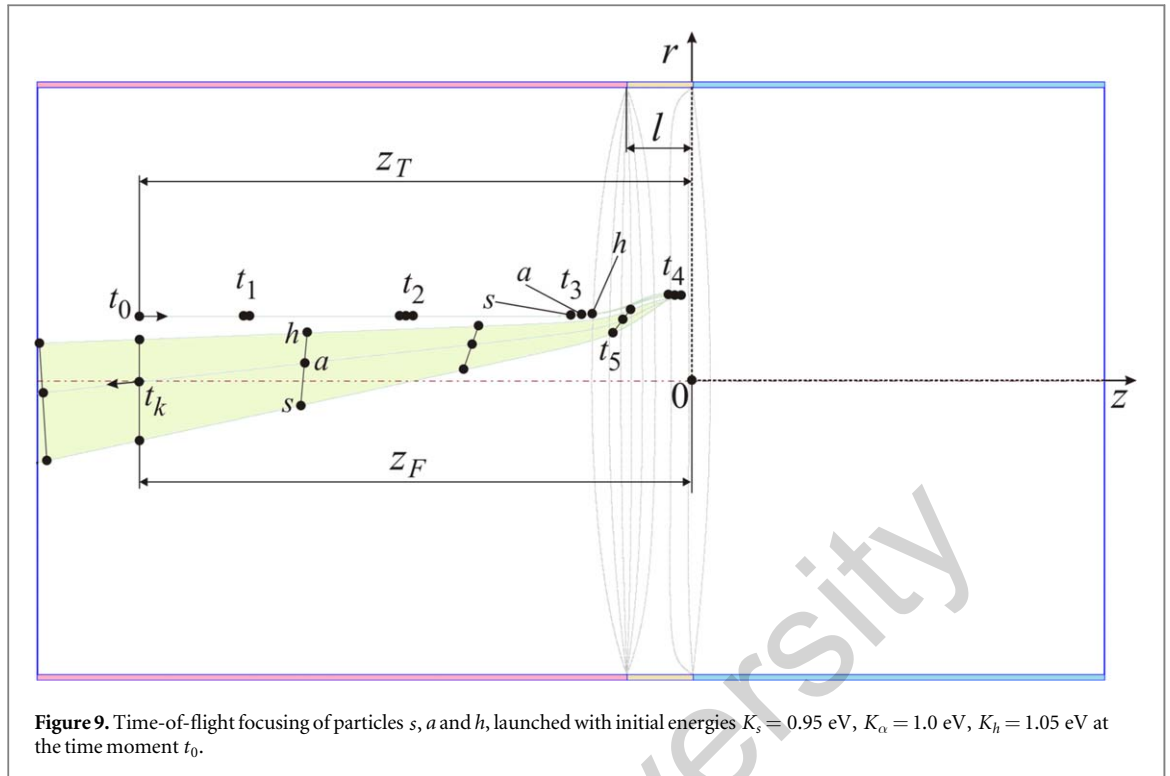 r
l
z_T
h
a
t_3
t_4
s
t_0
t_1
t_2
h
a
s
t_5
t_k
0
z
z_F
Figure 9. Time-of-flight focusing of particles s, a and h, launched with initial energies K_s = 0.95 eV, K_α = 1.0 eV, K_h = 1.05 eV at
the time moment t_0.
versity